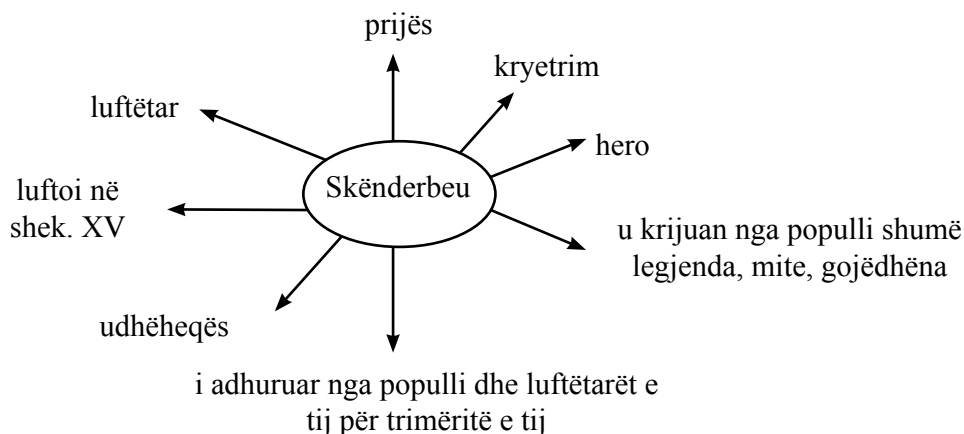 prijës
kryetrim
luftëtar
hero
Skënderbeu
luftoi në
shek. XV
u krijuan nga populli shumë
legjenda, mite, gojëdhëna
udhëheqës
i adhuruar nga populli dhe luftëtarët e
tij për trimëritë e tij